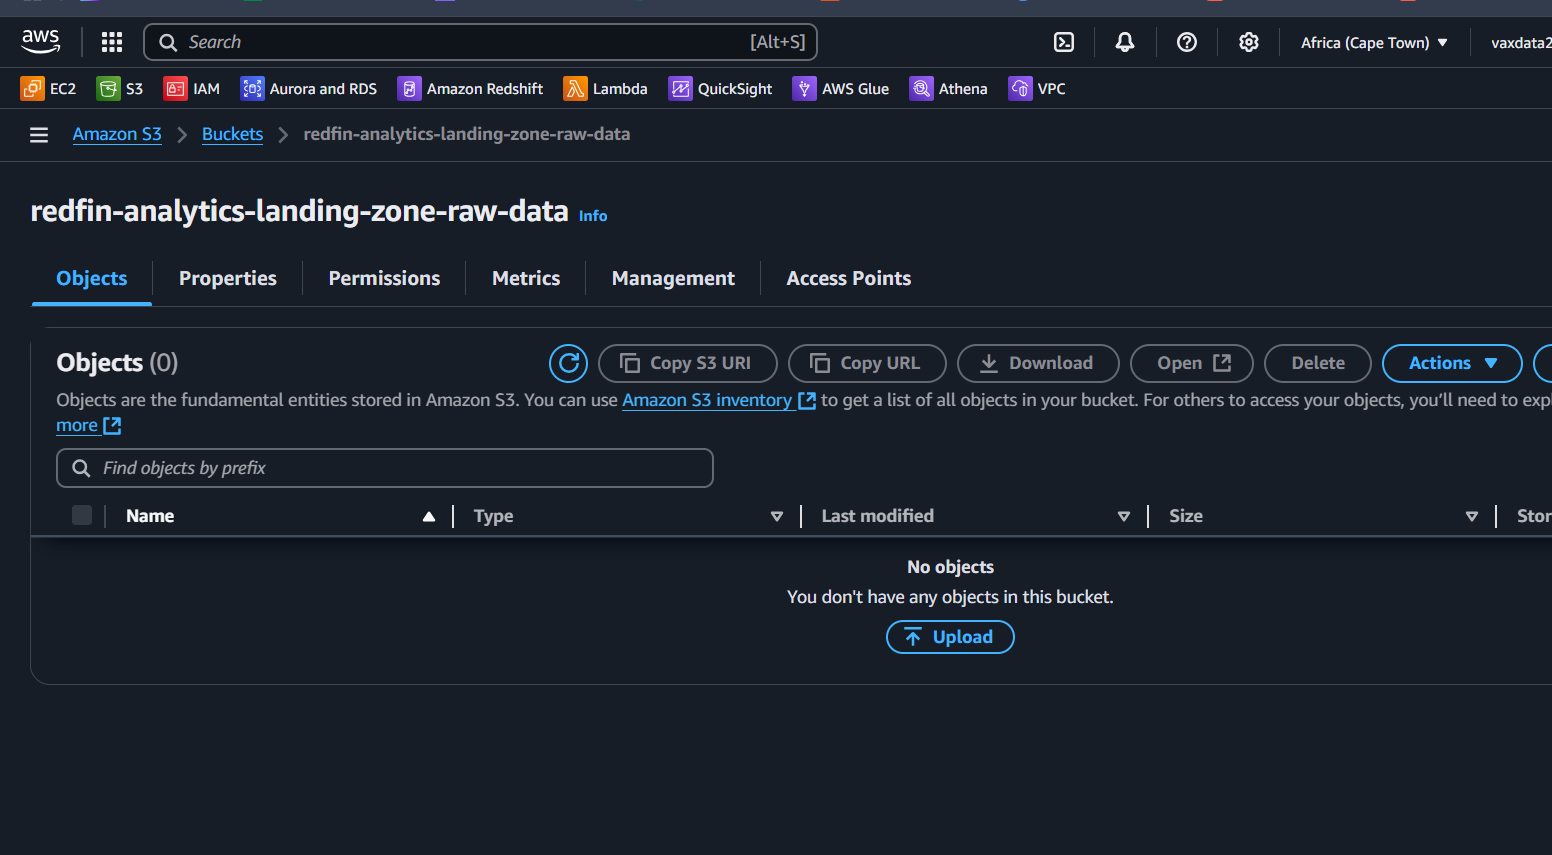 aws
Search [Alt+S]
Africa (Cape Town) vaxdata2
EC2 S3 IAM Aurora and RDS Amazon Redshift Lambda QuickSight AWS Glue Athena VPC
Amazon S3 Buckets redfin-analytics-landing-zone-raw-data
redfin-analytics-landing-zone-raw-data Info
Objects Properties Permissions Metrics Management Access Points
Objects (0) Copy S3 URI Copy URL Download Open Delete Actions
Objects are the fundamental entities stored in Amazon S3. You can use Amazon S3 inventory to get a list of all objects in your bucket. For others to access your objects, you’ll need to exp
more
Find objects by prefix
Name Type Last modified Size Stor
No objects
You don't have any objects in this bucket.
Upload